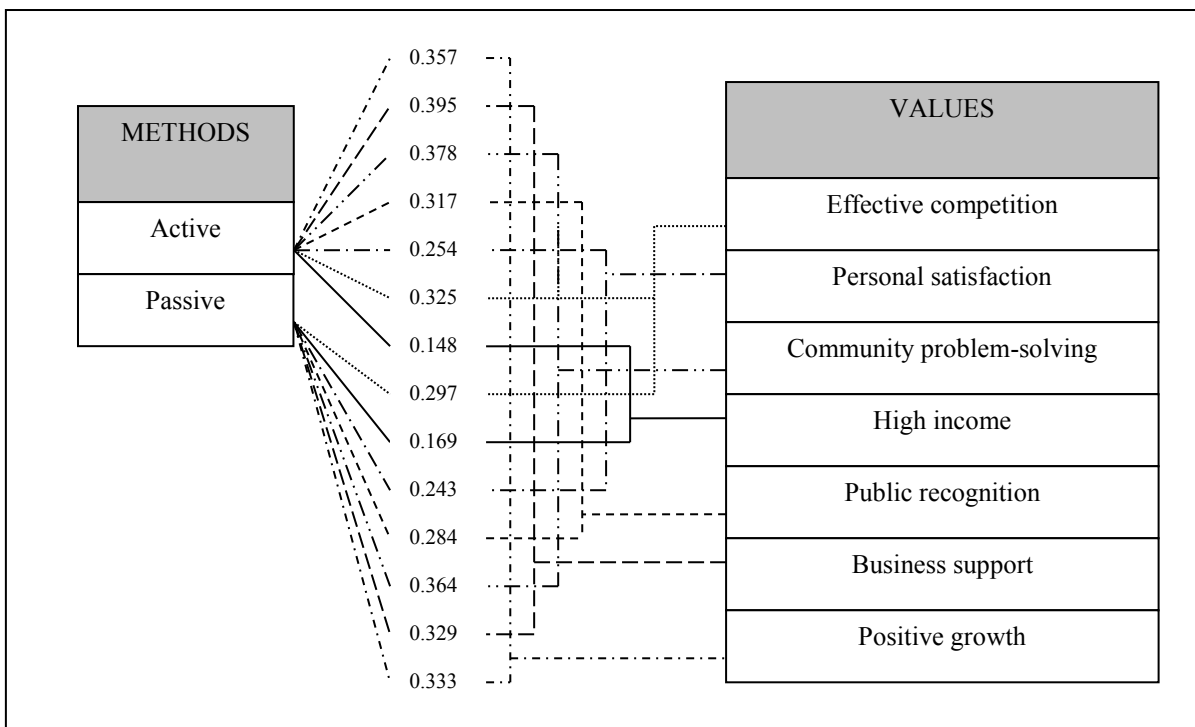 METHODS
Active
Passive
0.357
0.395
0.378
0.317
0.254
0.325
0.148
0.297
0.169
0.243
0.284
0.364
0.329
0.333
VALUES
Effective competition
Personal satisfaction
Community problem-solving
High income
Public recognition
Business support
Positive growth